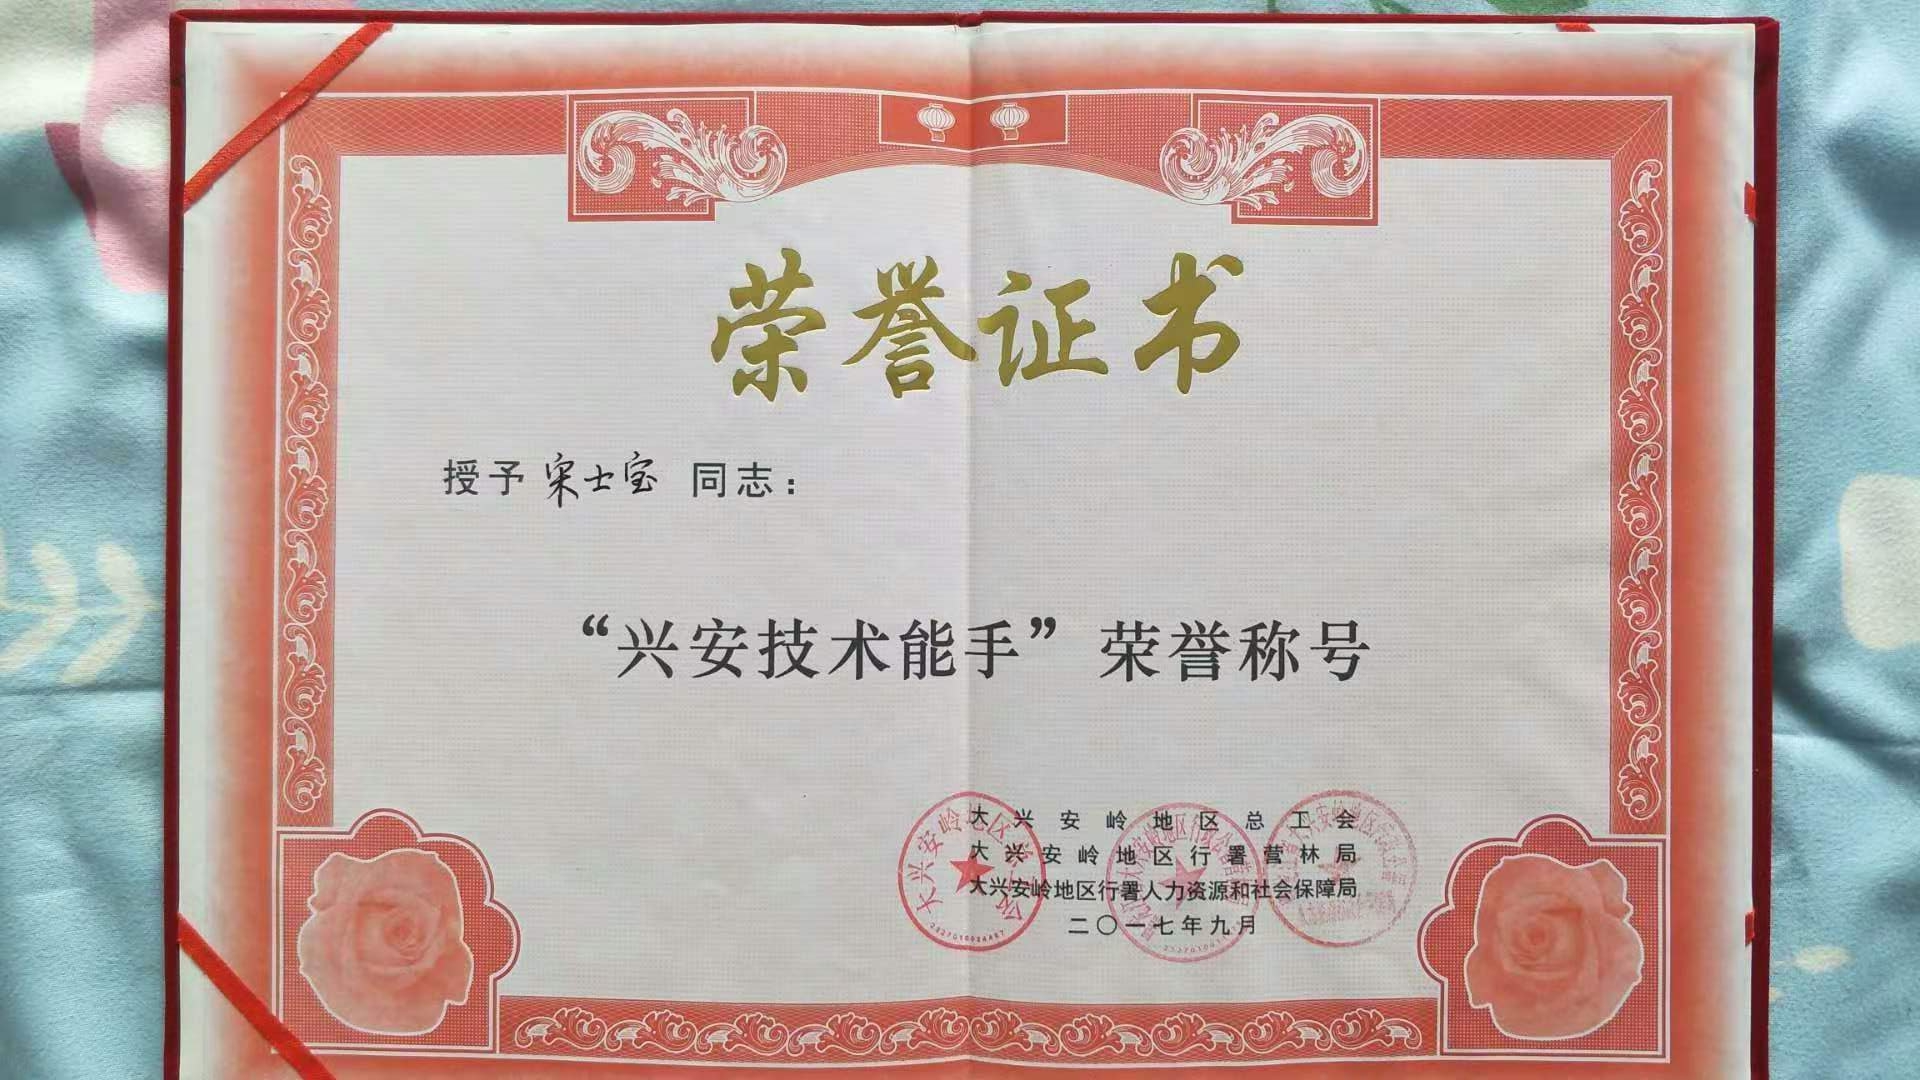 荣誉证书
授予 宋士宝 同志：
“兴安技术能手”荣誉称号
大兴安岭地区总工会
大兴安岭地区行署营林局
大兴安岭地区行署人力资源和社会保障局
二〇一七年九月